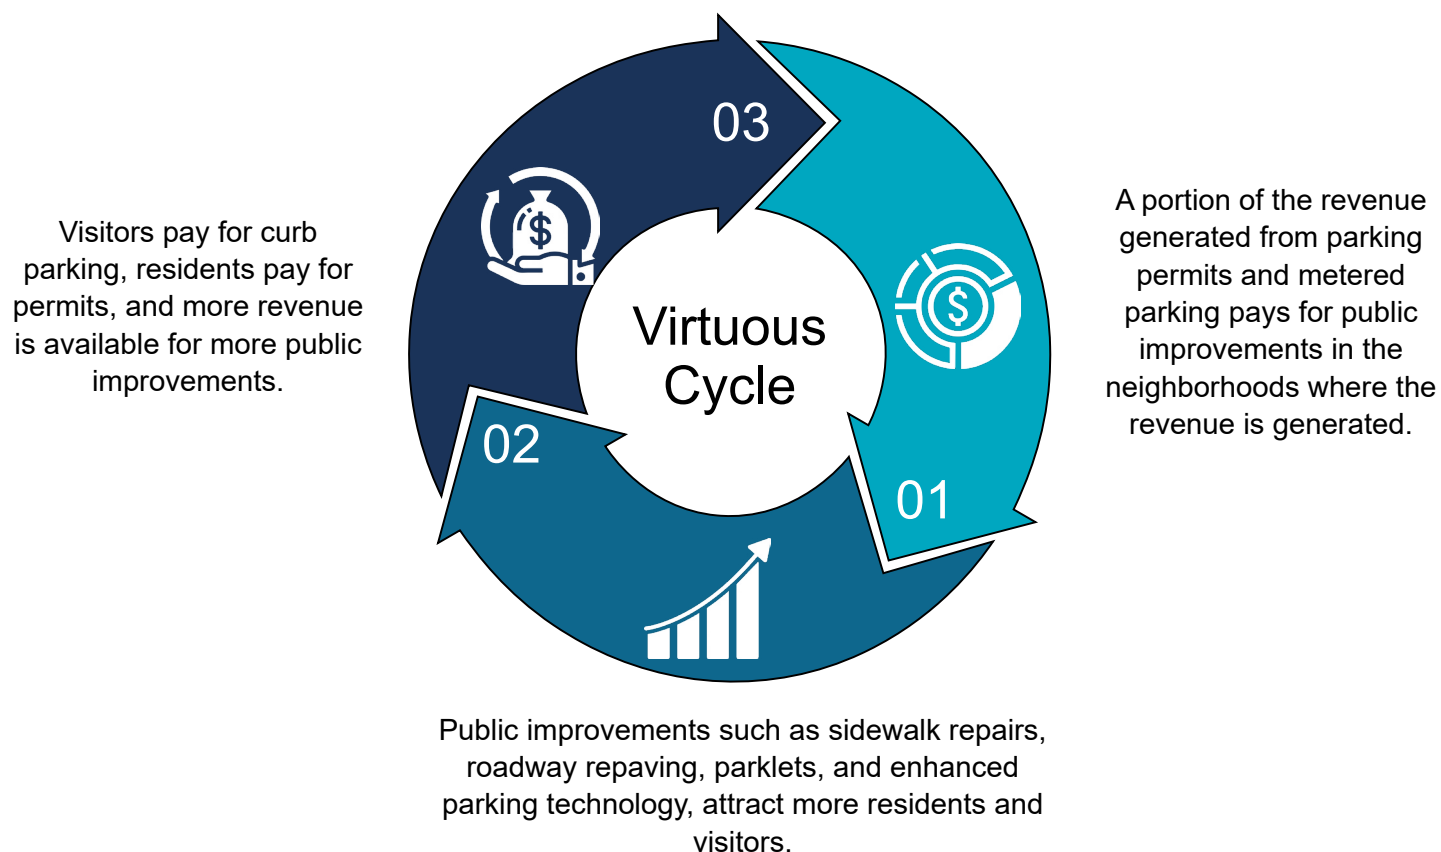 Virtuous
Cycle
01
A portion of the revenue
generated from parking
permits and metered
parking pays for public
improvements in the
neighborhoods where the
revenue is generated.
$
02
Public improvements such as sidewalk repairs,
roadway repaving, parklets, and enhanced
parking technology, attract more residents and
visitors.
03
Visitors pay for curb
parking, residents pay for
permits, and more revenue
is available for more public
improvements.
$